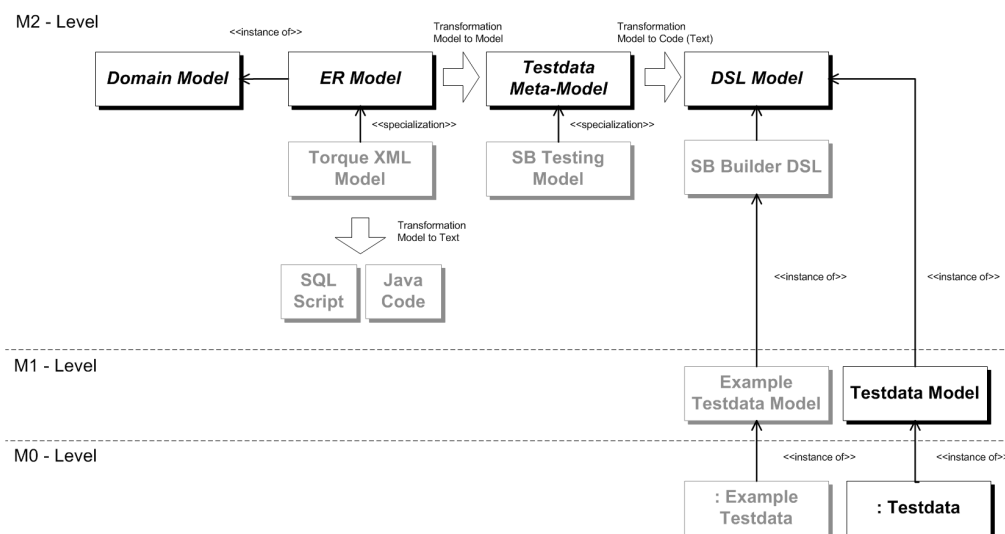 M2 - Level
<<instance of>>
Transformation
Model to Model
Transformation
Model to Code (Text)
Domain Model
ER Model
Testdata
Meta-Model
DSL Model
<<specialization>>
<<specialization>>
Torque XML
Model
SB Testing
Model
SB Builder DSL
Transformation
Model to Text
SQL
Script
Java
Code
<<instance of>>
<<instance of>>
M1 - Level
Example
Testdata Model
Testdata Model
M0 - Level
<<instance of>>
<<instance of>>
: Example
Testdata
: Testdata